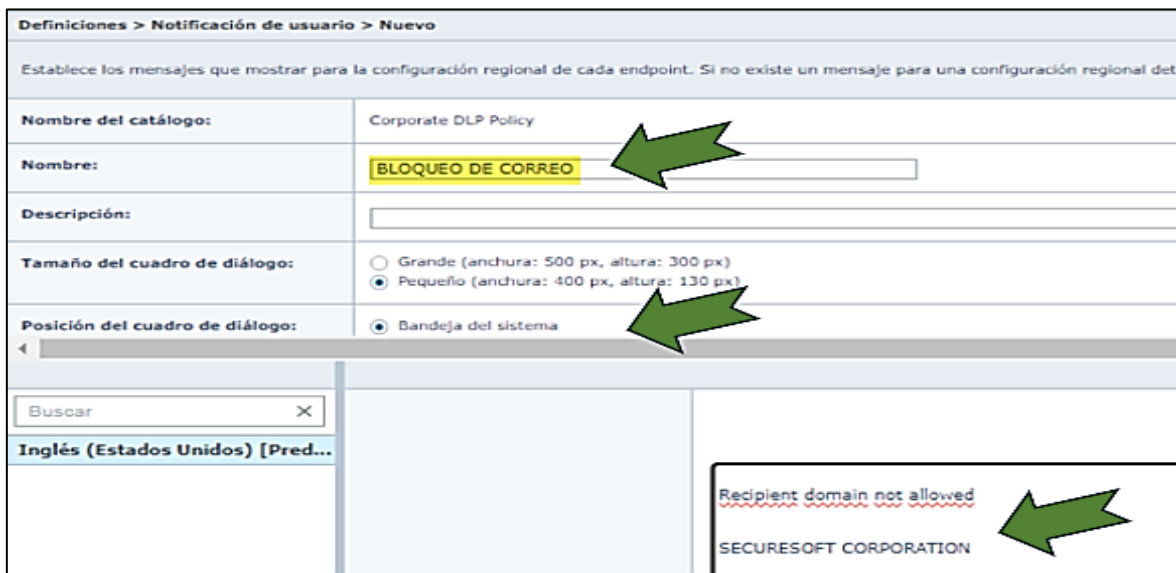 Definiciones > Notificación de usuario > Nuevo
Establece los mensajes que mostrar para la configuración regional de cada endpoint. Si no existe un mensaje para una configuración regional det
Nombre del catálogo: Corporate DLP Policy
Nombre: BLOQUEO DE CORREO
Descripción:
Tamaño del cuadro de diálogo: Grande (anchura: 500 px, altura: 300 px)
Pequeño (anchura: 400 px, altura: 130 px)
Posición del cuadro de diálogo: Bandeja del sistema
Buscar
Inglés (Estados Unidos) [Pred...
Recipient domain not allowed
SECURESOFT CORPORATION